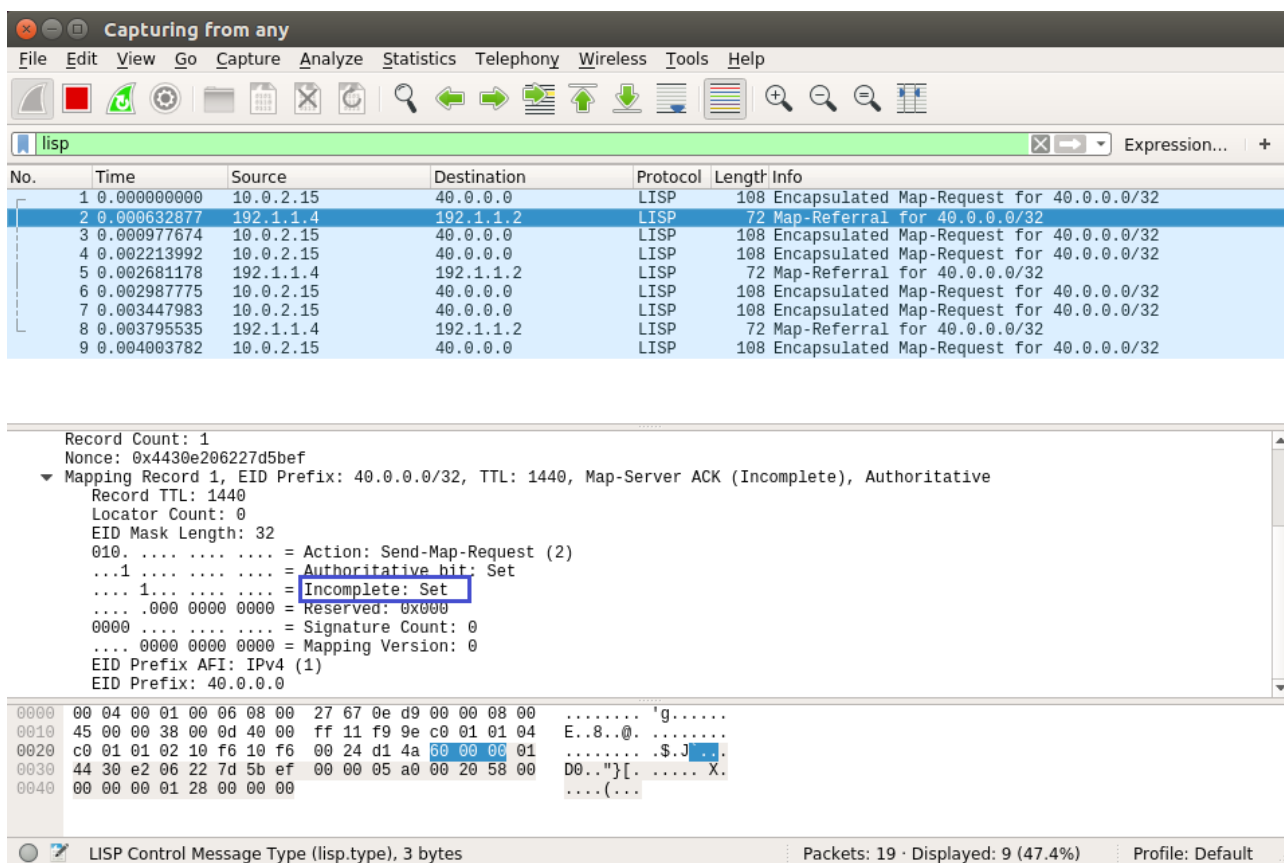 Capturing from any
File Edit View Go Capture Analyze Statistics Telephony Wireless Tools Help
lisp Expression... +
No. Time Source Destination Protocol Length Info
1 0.000000000 10.0.2.15 40.0.0.0 LISP 108 Encapsulated Map-Request for 40.0.0.0/32
2 0.000632877 192.1.1.4 192.1.1.2 LISP 72 Map-Referral for 40.0.0.0/32
3 0.000977674 10.0.2.15 40.0.0.0 LISP 108 Encapsulated Map-Request for 40.0.0.0/32
4 0.002213992 10.0.2.15 40.0.0.0 LISP 108 Encapsulated Map-Request for 40.0.0.0/32
5 0.002681178 192.1.1.4 192.1.1.2 LISP 72 Map-Referral for 40.0.0.0/32
6 0.002987775 10.0.2.15 40.0.0.0 LISP 108 Encapsulated Map-Request for 40.0.0.0/32
7 0.003447983 10.0.2.15 40.0.0.0 LISP 108 Encapsulated Map-Request for 40.0.0.0/32
8 0.003795535 192.1.1.4 192.1.1.2 LISP 72 Map-Referral for 40.0.0.0/32
9 0.004003782 10.0.2.15 40.0.0.0 LISP 108 Encapsulated Map-Request for 40.0.0.0/32
Record Count: 1
Nonce: 0x4430e206227d5bef
Mapping Record 1, EID Prefix: 40.0.0.0/32, TTL: 1440, Map-Server ACK (Incomplete), Authoritative
Record TTL: 1440
Locator Count: 0
EID Mask Length: 32
010. .... .... .... = Action: Send-Map-Request (2)
...1 .... .... .... = Authoritative bit: Set
.... 1... .... .... = Incomplete: Set
.... .000 0000 0000 = Reserved: 0x000
0000 .... .... .... = Signature Count: 0
.... 0000 0000 0000 = Mapping Version: 0
EID Prefix AFI: IPv4 (1)
EID Prefix: 40.0.0.0
0000 00 04 00 01 00 06 08 00 27 67 0e d9 00 00 08 00 ........ 'g......
0010 45 00 00 38 00 0d 40 00 ff 11 f9 9e c0 01 01 04 E..8..@. ........
0020 c0 01 01 02 10 f6 10 f6 00 24 d1 4a 60 00 00 01 ........ .$.J`...
0030 44 30 e2 06 22 7d 5b ef 00 00 05 a0 00 20 58 00 D0.."}[. ..... X.
0040 00 00 00 01 28 00 00 00 ....(...
LISP Control Message Type (lisp.type), 3 bytes Packets: 19 · Displayed: 9 (47.4%) Profile: Default